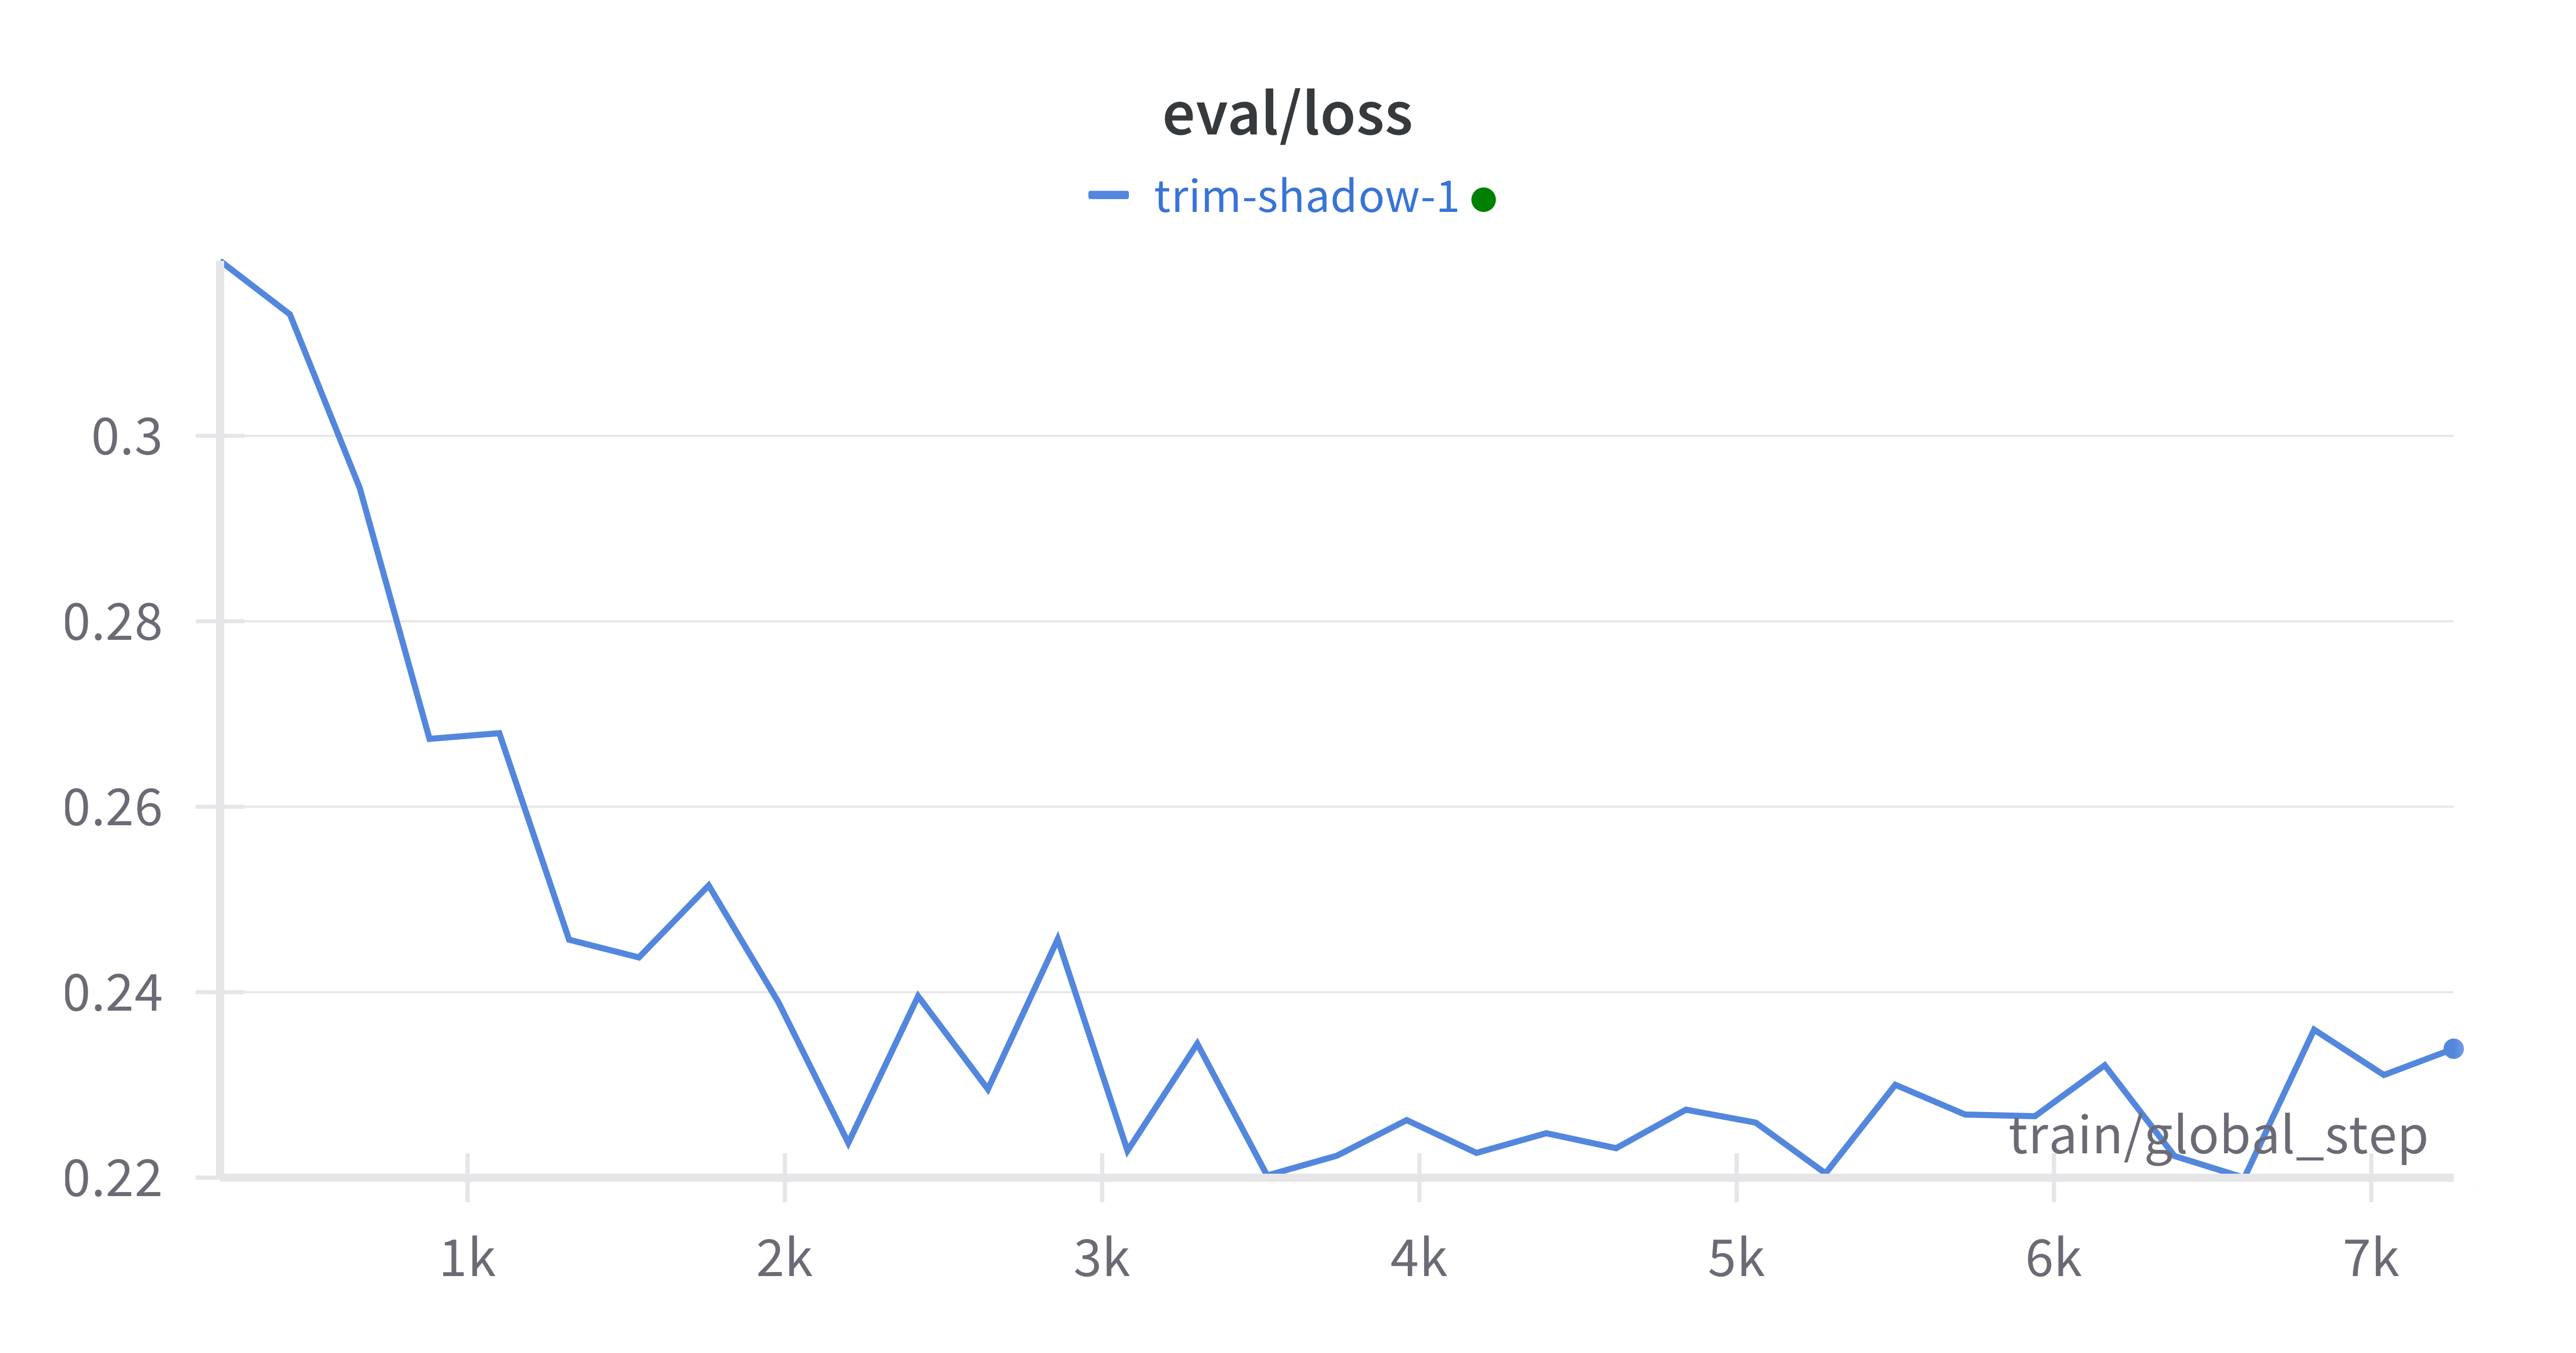 eval/loss
trim-shadow-1
0.3
0.28
0.26
0.24
0.22
train/global_step
1k 2k 3k 4k 5k 6k 7k